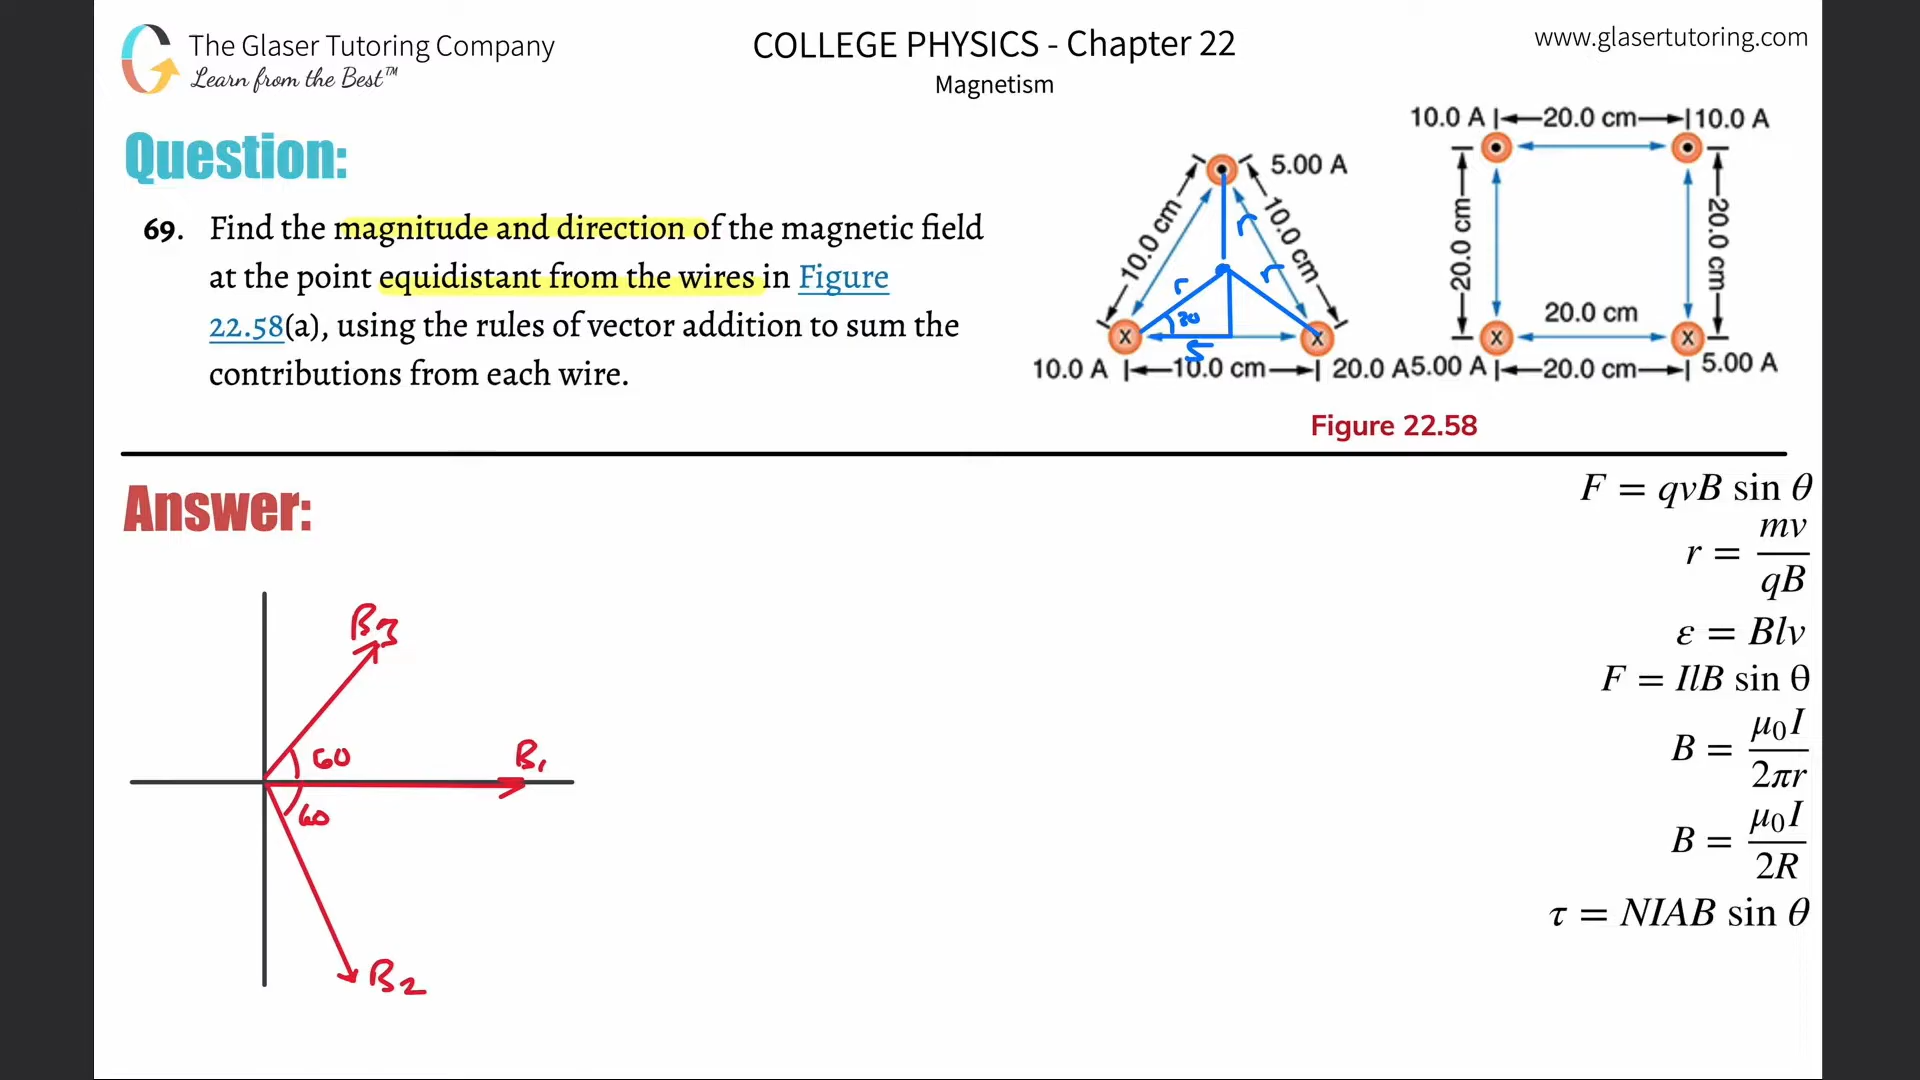 The Glaser Tutoring Company
Learn from the Best™
COLLEGE PHYSICS - Chapter 22
Magnetism
www.glasertutoring.com
Question:
69. Find the magnitude and direction of the magnetic field
at the point equidistant from the wires in Figure
22.58(a), using the rules of vector addition to sum the
contributions from each wire.
5.00 A
10.0 cm
10.0 cm
r
r
r
30
5
X
X
10.0 A
10.0 cm
20.0 A
10.0 A
20.0 cm
10.0 A
20.0 cm
20.0 cm
20.0 cm
X
X
5.00 A
20.0 cm
5.00 A
Figure 22.58
Answer:
B3
60
B1
60
B2
F = qvB sin θ
r = mv/qB
ε = Blv
F = IlB sin θ
B = μ₀I/2πr
B = μ₀I/2R
τ = NIAB sin θ